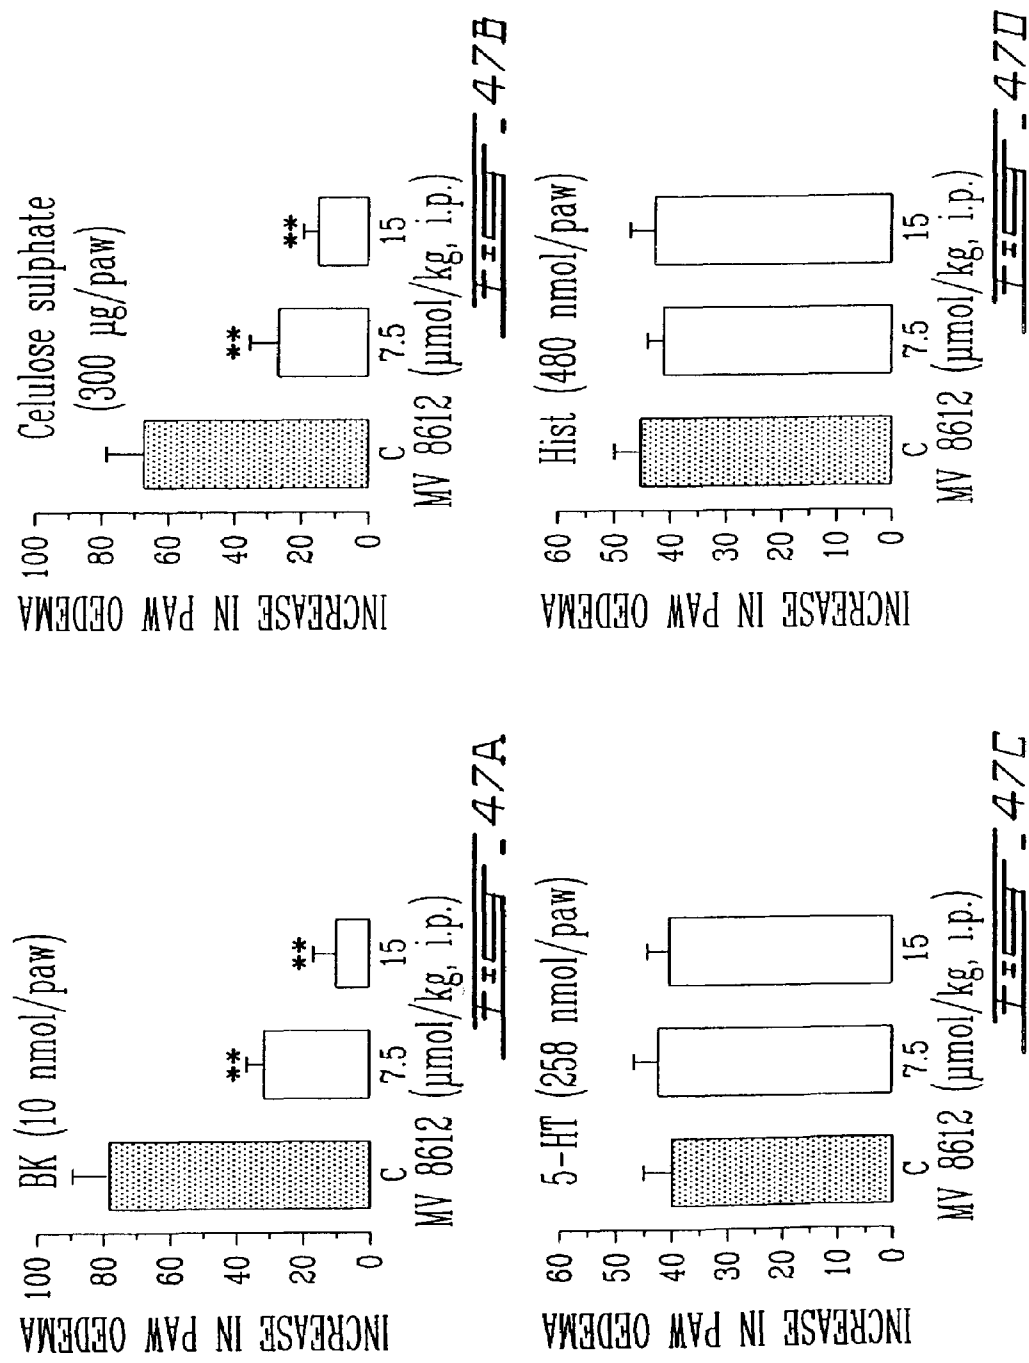 BK (10 nmol/paw)
INCREASE IN PAW OEDEMA
100
80
60
40
20
0
**
**
C
7.5
15
MV 8612 (µmol/kg, i.p.)
Fig-47A
Celulose sulphate
(300 µg/paw)
INCREASE IN PAW OEDEMA
100
80
60
40
20
0
**
**
C
7.5
15
MV 8612 (µmol/kg, i.p.)
Fig-47B
5-HT (258 nmol/paw)
INCREASE IN PAW OEDEMA
60
50
40
30
20
10
0
C
7.5
15
MV 8612 (µmol/kg, i.p.)
Fig-47C
Hist (480 nmol/paw)
INCREASE IN PAW OEDEMA
60
50
40
30
20
10
0
C
7.5
15
MV 8612 (µmol/kg, i.p.)
Fig-47D